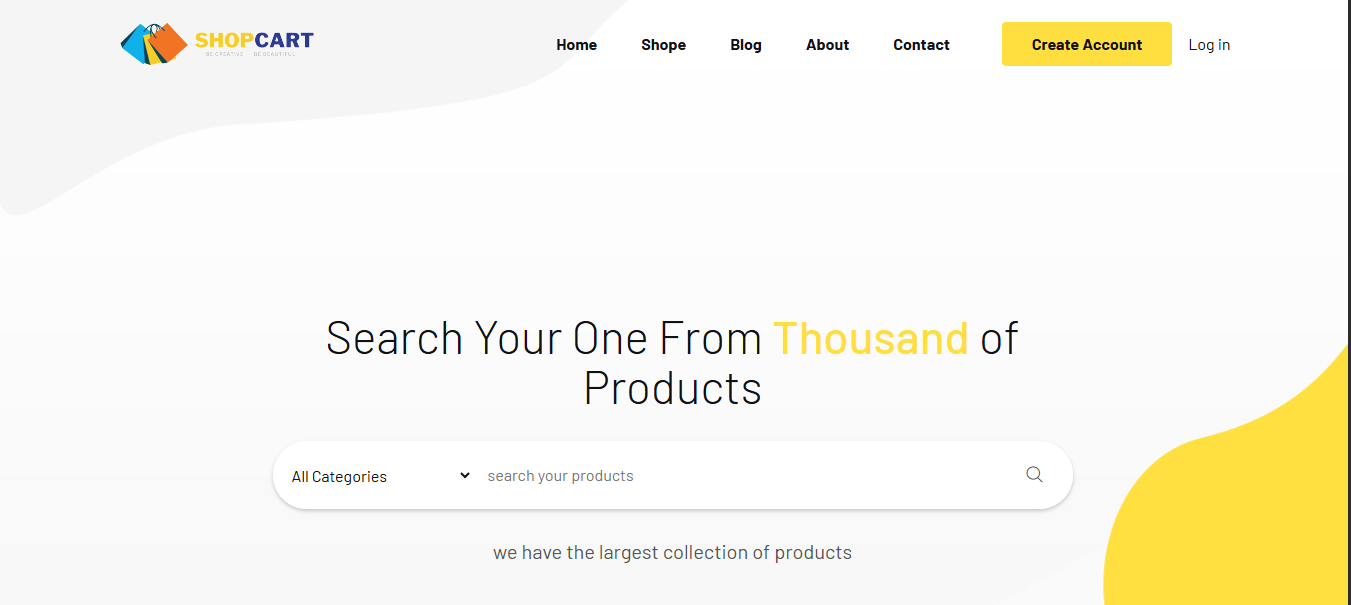 SHOPCART
BE CREATIVE BE BEAUTIFUL
Home Shope Blog About Contact Create Account Log in
Search Your One From Thousand of
Products
All Categories search your products
we have the largest collection of products